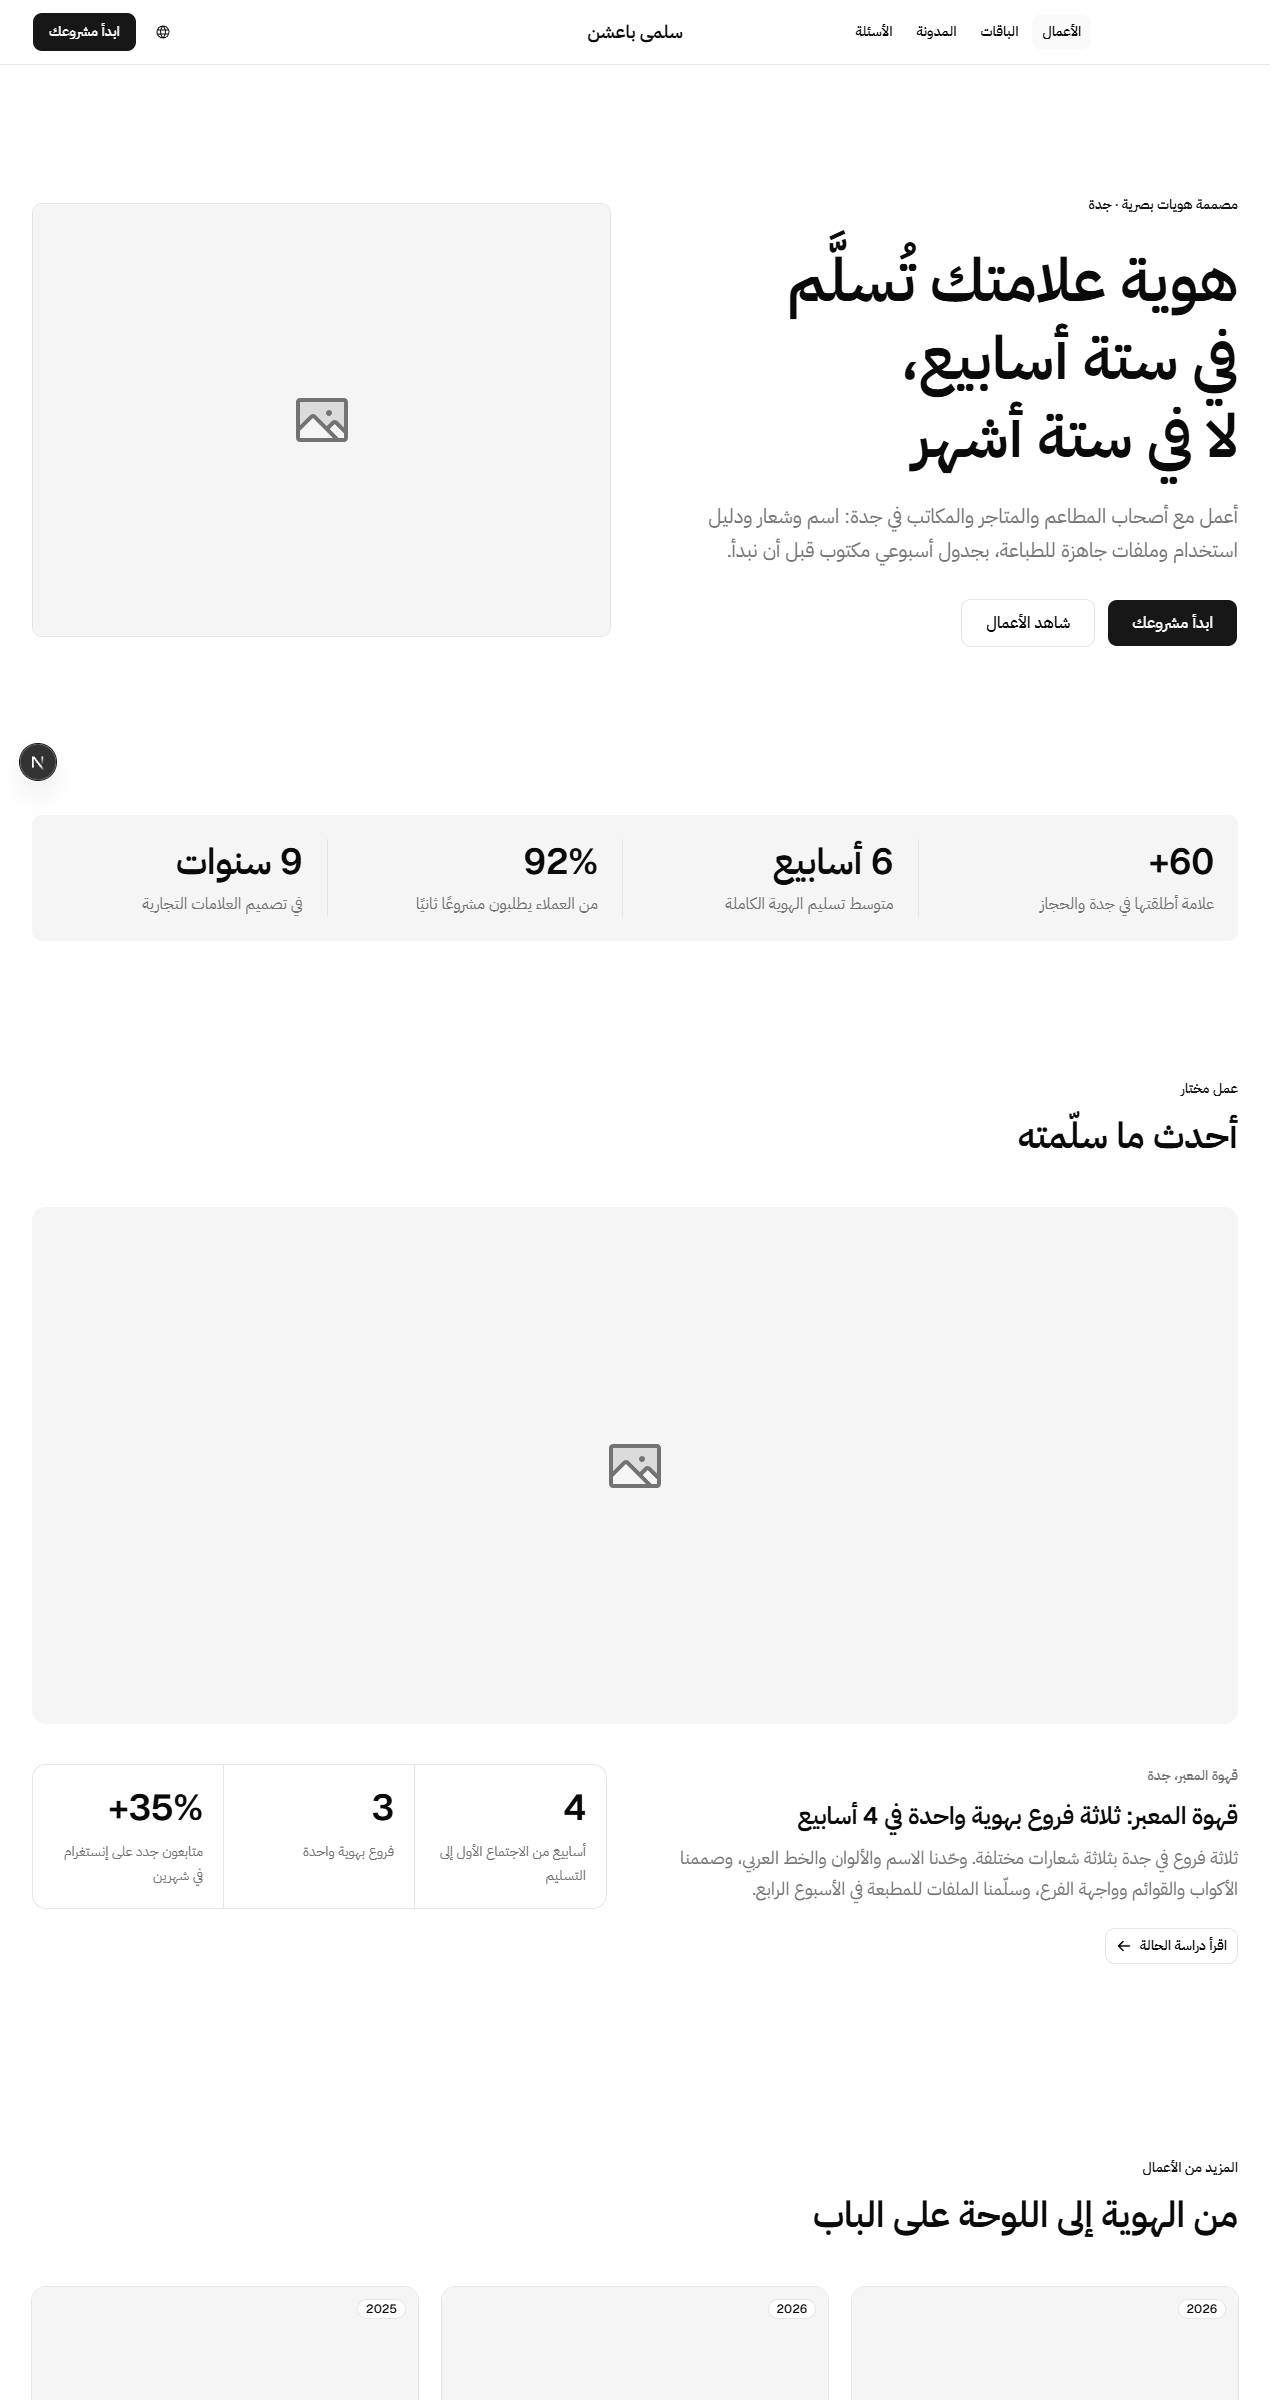 الأعمال
الباقات
المدونة
الأسئلة
سلمى باعشن
ابدأ مشروعك
مصممة هويات بصرية · جدة
هوية علامتك تُسلَّم
في ستة أسابيع،
لا في ستة أشهر
أعمل مع أصحاب المطاعم والمتاجر والمكاتب في جدة: اسم وشعار ودليل
استخدام وملفات جاهزة للطباعة، بجدول أسبوعي مكتوب قبل أن نبدأ.
ابدأ مشروعك
شاهد الأعمال
N
+60
علامة أطلقتها في جدة والحجاز
6 أسابيع
متوسط تسليم الهوية الكاملة
92%
من العملاء يطلبون مشروعًا ثانيًا
9 سنوات
في تصميم العلامات التجارية
عمل مختار
أحدث ما سلّمته
قهوة المعبر، جدة
قهوة المعبر: ثلاثة فروع بهوية واحدة في 4 أسابيع
ثلاثة فروع في جدة بثلاثة شعارات مختلفة. وحّدنا الاسم والألوان والخط العربي، وصممنا
الأكواب والقوائم وواجهة الفرع، وسلّمنا الملفات للمطبعة في الأسبوع الرابع.
اقرأ دراسة الحالة
4
أسابيع من الاجتماع الأول إلى
التسليم
3
فروع بهوية واحدة
+35%
متابعون جدد على إنستغرام
في شهرين
المزيد من الأعمال
من الهوية إلى اللوحة على الباب
2026
2026
2025